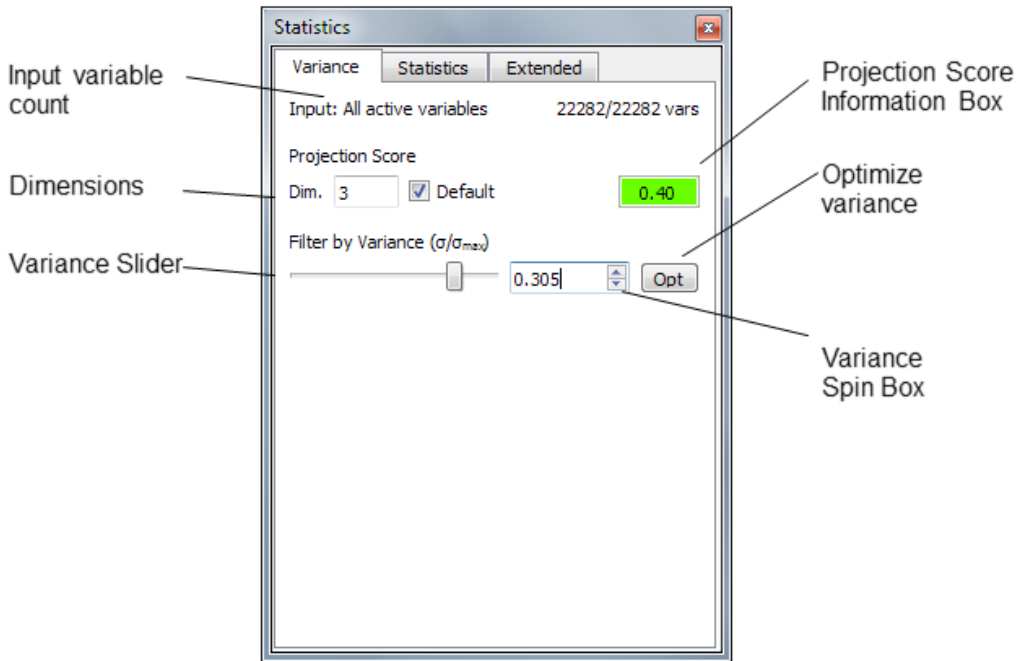 Statistics
Variance Statistics Extended
Input variable
count
Input: All active variables 22282/22282 vars
Projection Score
Information Box
Projection Score
Dimensions
Dim. 3 Default 0.40
Optimize
variance
Filter by Variance (σ/σmax)
Variance Slider
0.305 Opt
Variance
Spin Box